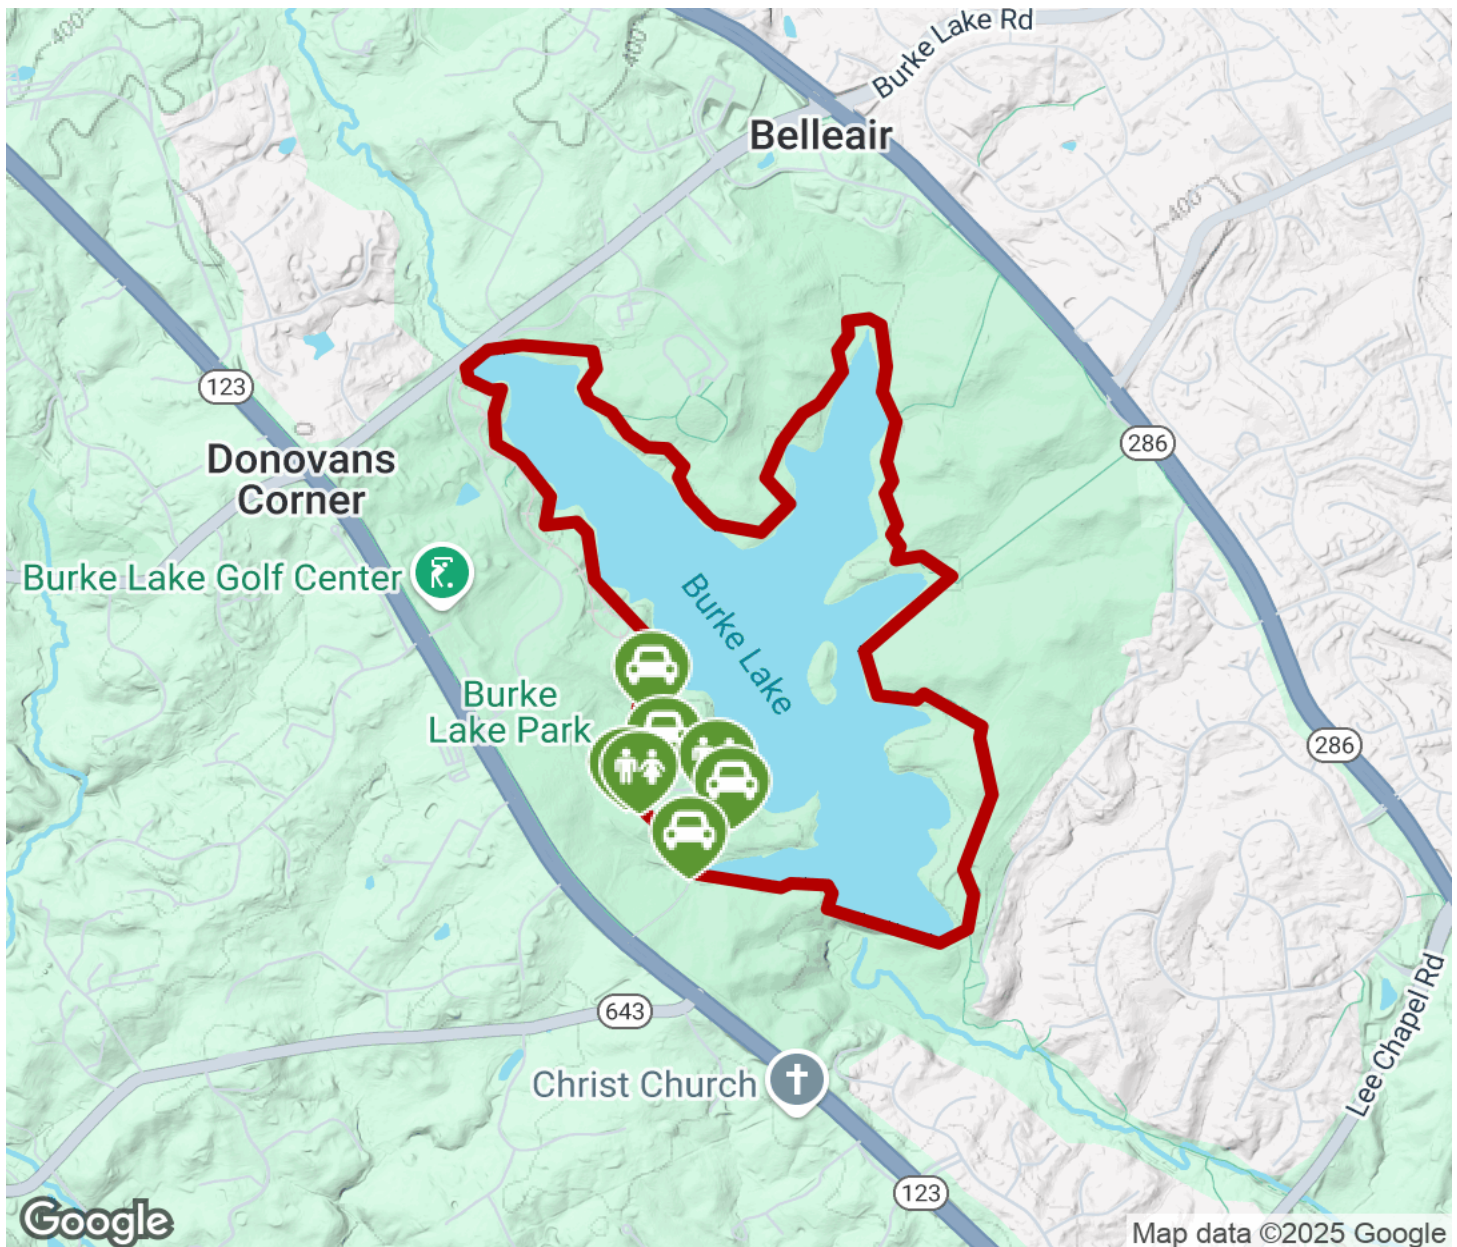 400'
400'
Burke Lake Rd
Belleair
400'
123
Donovans
Corner
286
Burke Lake Golf Center
Burke Lake
Burke
Lake Park
286
643
Christ Church
Lee Chapel Rd
123
Google
Map data ©2025 Google